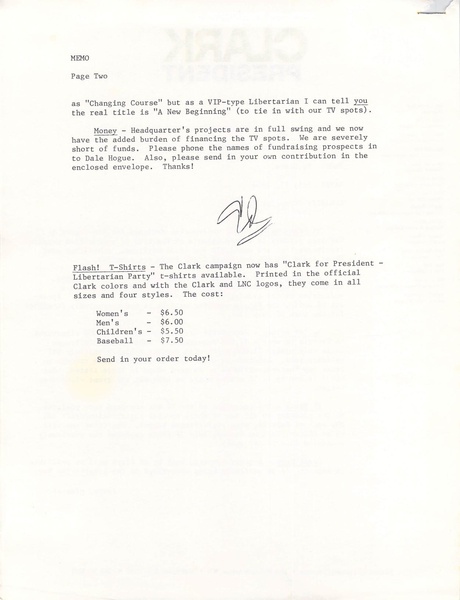 MEMO
Page Two
as "Changing Course" but as a VIP-type Libertarian I can tell you
the real title is "A New Beginning" (to tie in with our TV spots).
Money - Headquarter's projects are in full swing and we now
have the added burden of financing the TV spots. We are severely
short of funds. Please phone the names of fundraising prospects in
to Dale Hogue. Also, please send in your own contribution in the
enclosed envelope. Thanks!
Flash! T-Shirts - The Clark campaign now has "Clark for President -
Libertarian Party" t-shirts available. Printed in the official
Clark colors and with the Clark and LNC logos, they come in all
sizes and four styles. The cost:
Women's - $6.50
Men's - $6.00
Children's - $5.50
Baseball - $7.50
Send in your order today!